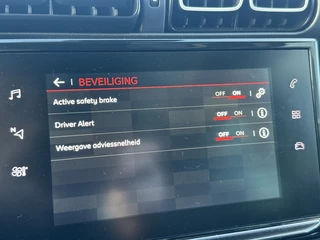 BEVEILIGING
Active safety brake OFF ON
Driver Alert OFF ON
Weergave adviessnelheid OFF ON
N